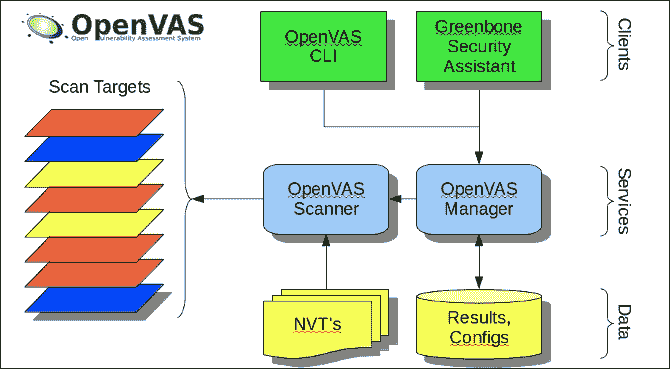 OpenVAS
Open Vulnerability Assessment System
OpenVAS
CLI
Greenbone
Security
Assistant
Clients
Scan Targets
OpenVAS
Scanner
OpenVAS
Manager
Services
NVT's
Results,
Configs
Data